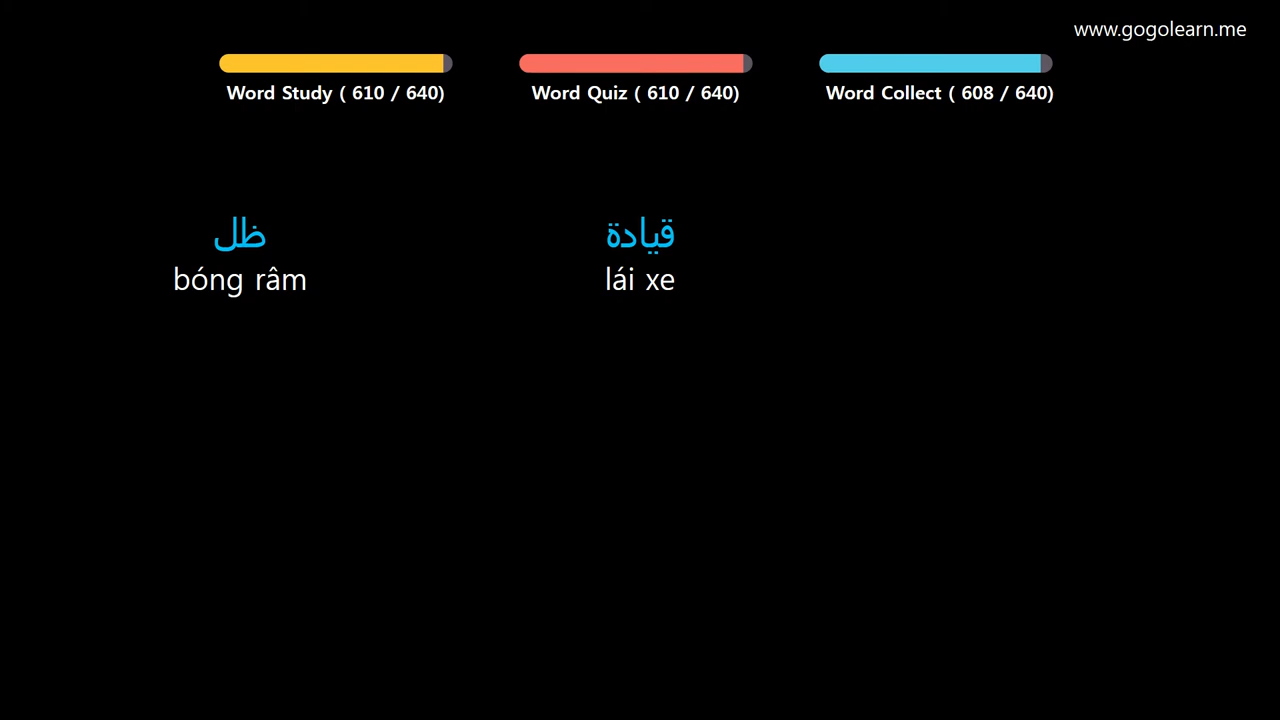 www.gogolearn.me
Word Study ( 610 / 640)
Word Quiz ( 610 / 640)
Word Collect ( 608 / 640)
ظل
bóng râm
قيادة
lái xe